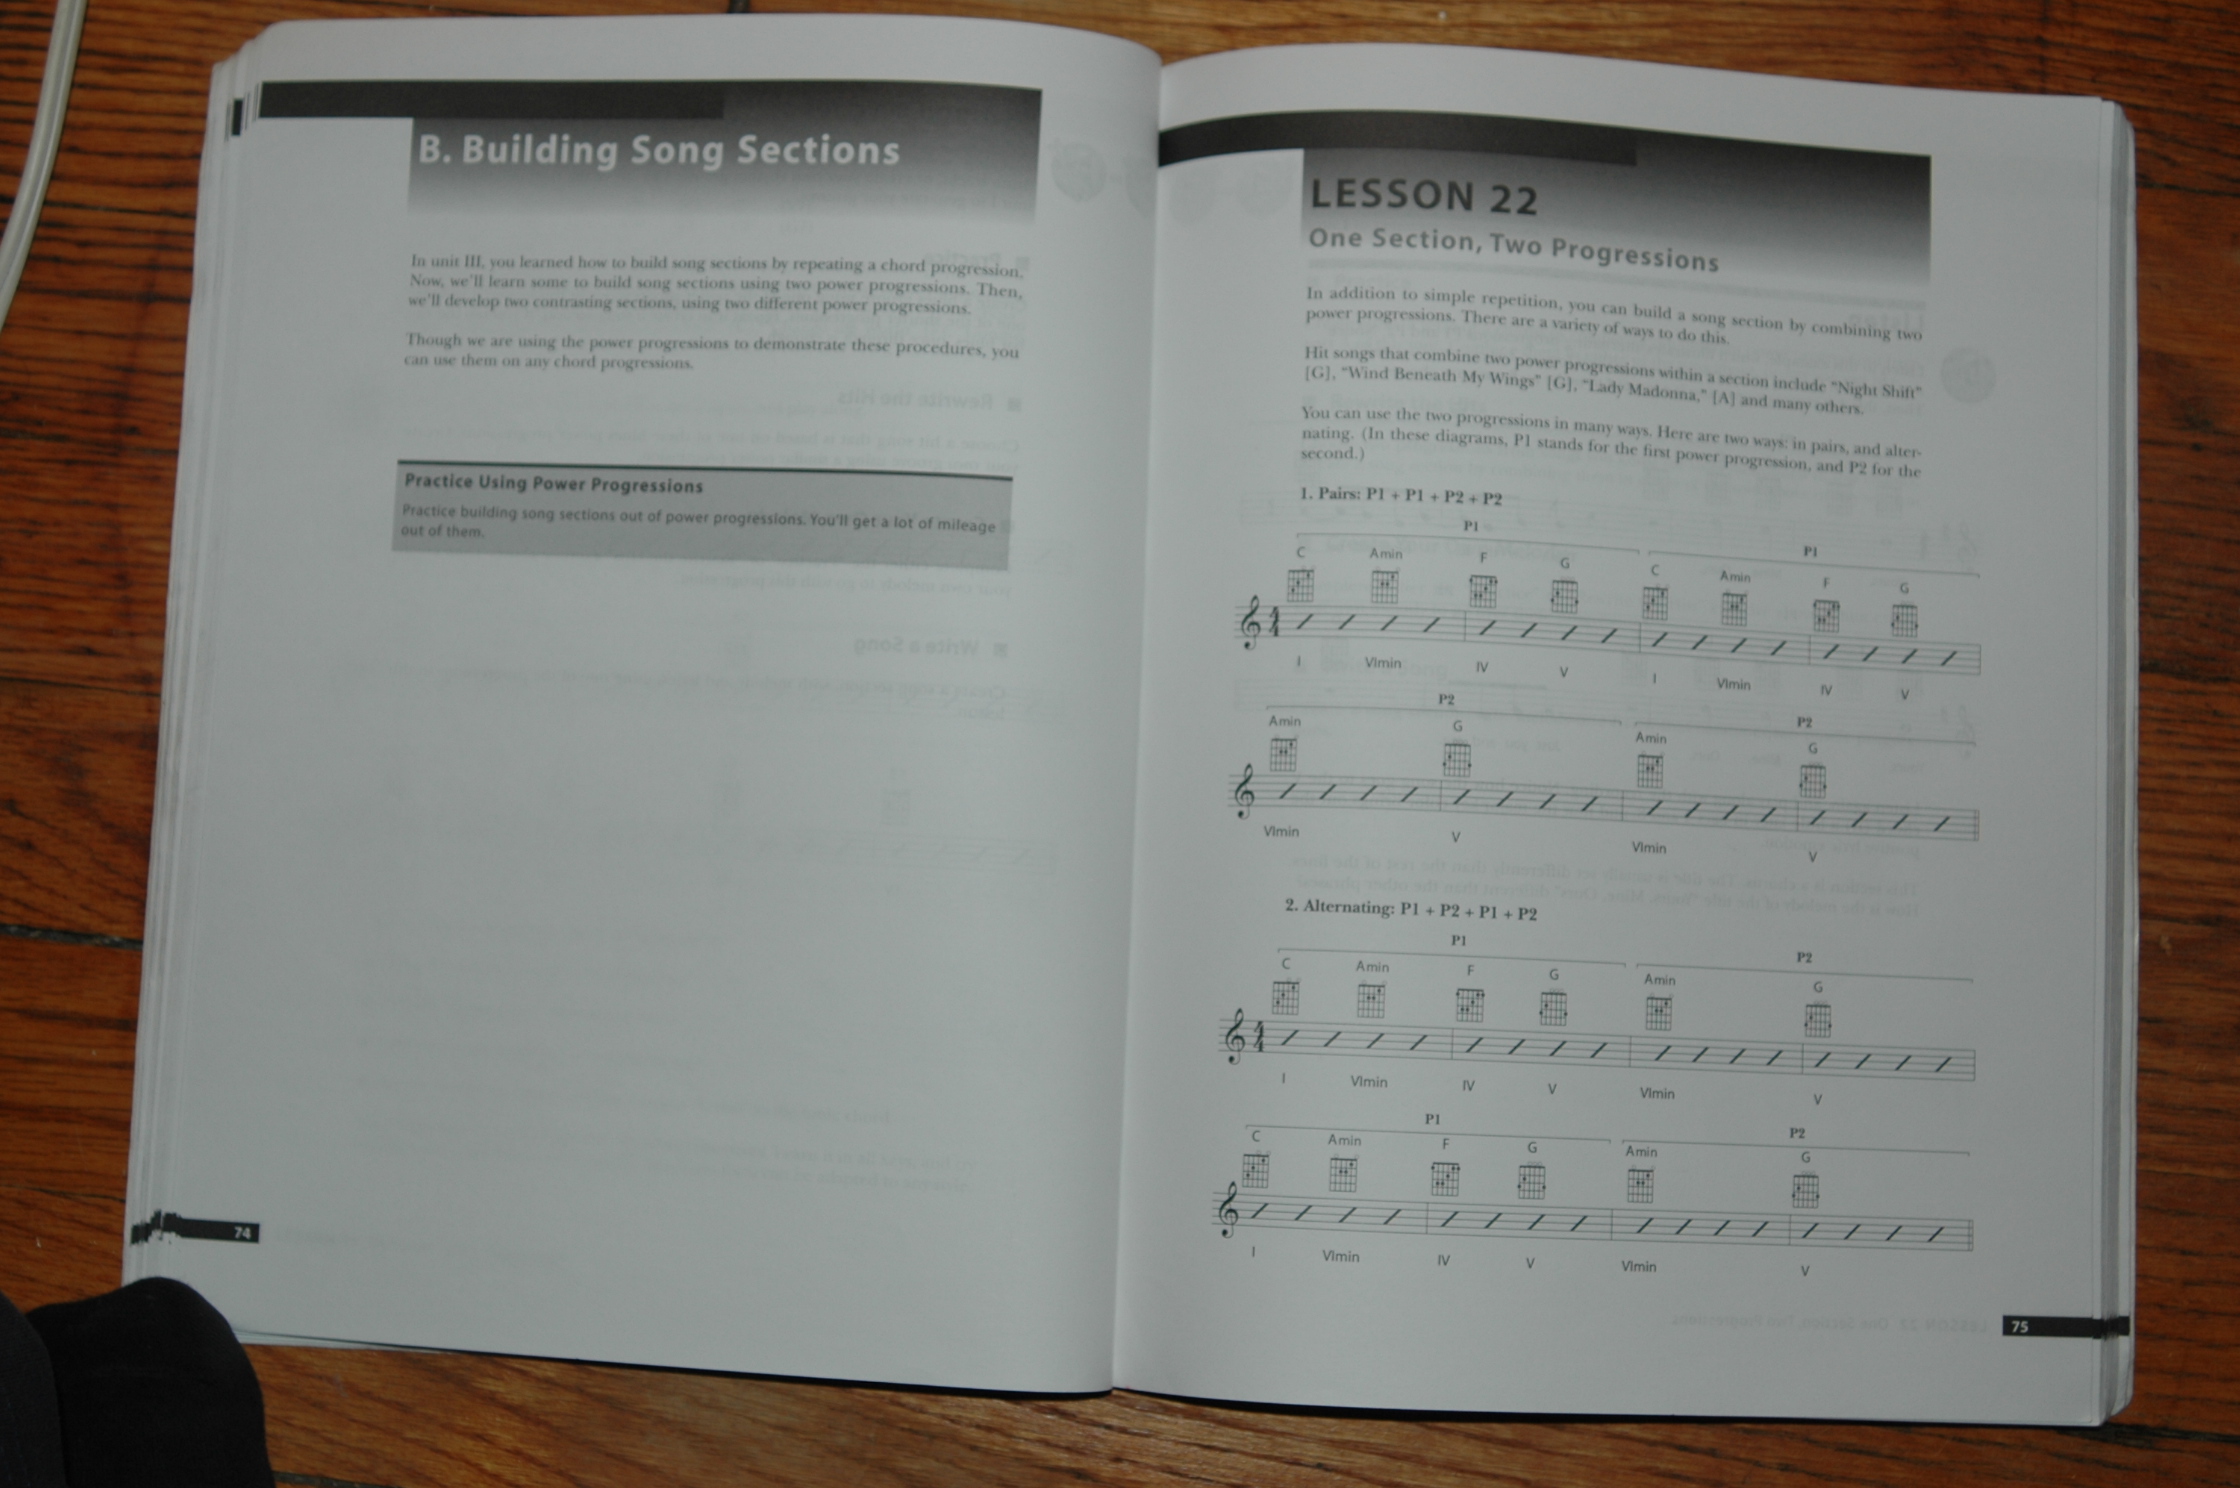 B. Building Song Sections
In unit III, you learned how to build song sections by repeating a chord progression.
Now, we'll learn some to build song sections using two power progressions. Then,
we'll develop two contrasting sections, using two different power progressions.
Though we are using the power progressions to demonstrate these procedures, you
can use them on any chord progressions.
Practice Using Power Progressions
Practice building song sections out of power progressions. You'll get a lot of mileage
out of them.
74
LESSON 22
One Section, Two Progressions
In addition to simple repetition, you can build a song section by combining two
power progressions. There are a variety of ways to do this.
Hit songs that combine two power progressions within a section include "Night Shift"
[G], "Wind Beneath My Wings" [G], "Lady Madonna," [A] and many others.
You can use the two progressions in many ways. Here are two ways: in pairs, and alter-
nating. (In these diagrams, P1 stands for the first power progression, and P2 for the
second.)
1. Pairs: P1 + P1 + P2 + P2
P1 P1
C Amin F G C Amin F G
I VImin IV V I VImin IV V
P2 P2
Amin G Amin G
VImin V VImin V
2. Alternating: P1 + P2 + P1 + P2
P1 P2
C Amin F G Amin G
I VImin IV V VImin V
P1 P2
C Amin F G Amin G
I VImin IV V VImin V
75